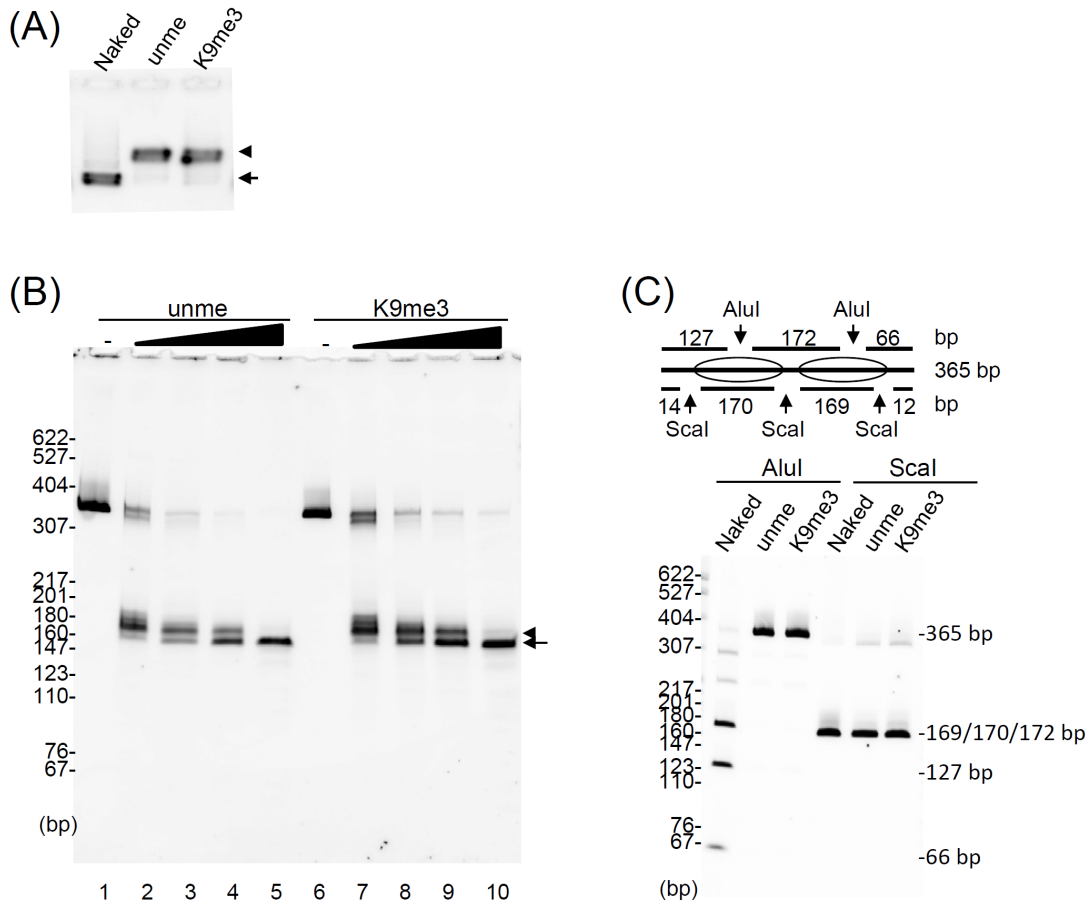 (A)
Naked
unme
K9me3
(B)
unme
K9me3
-
-
622-
527-
404-
307-
217-
201-
180-
160-
147-
123-
110-
76-
67-
(bp)
1 2 3 4 5 6 7 8 9 10
(C)
AluI AluI
127 172 66 bp
365 bp
14 170 169 12 bp
ScaI ScaI ScaI
AluI ScaI
Naked
unme
K9me3
Naked
unme
K9me3
622-
527-
404-
307-
217-
201-
180-
160-
147-
123-
110-
76-
67-
(bp)
-365 bp
-169/170/172 bp
-127 bp
-66 bp